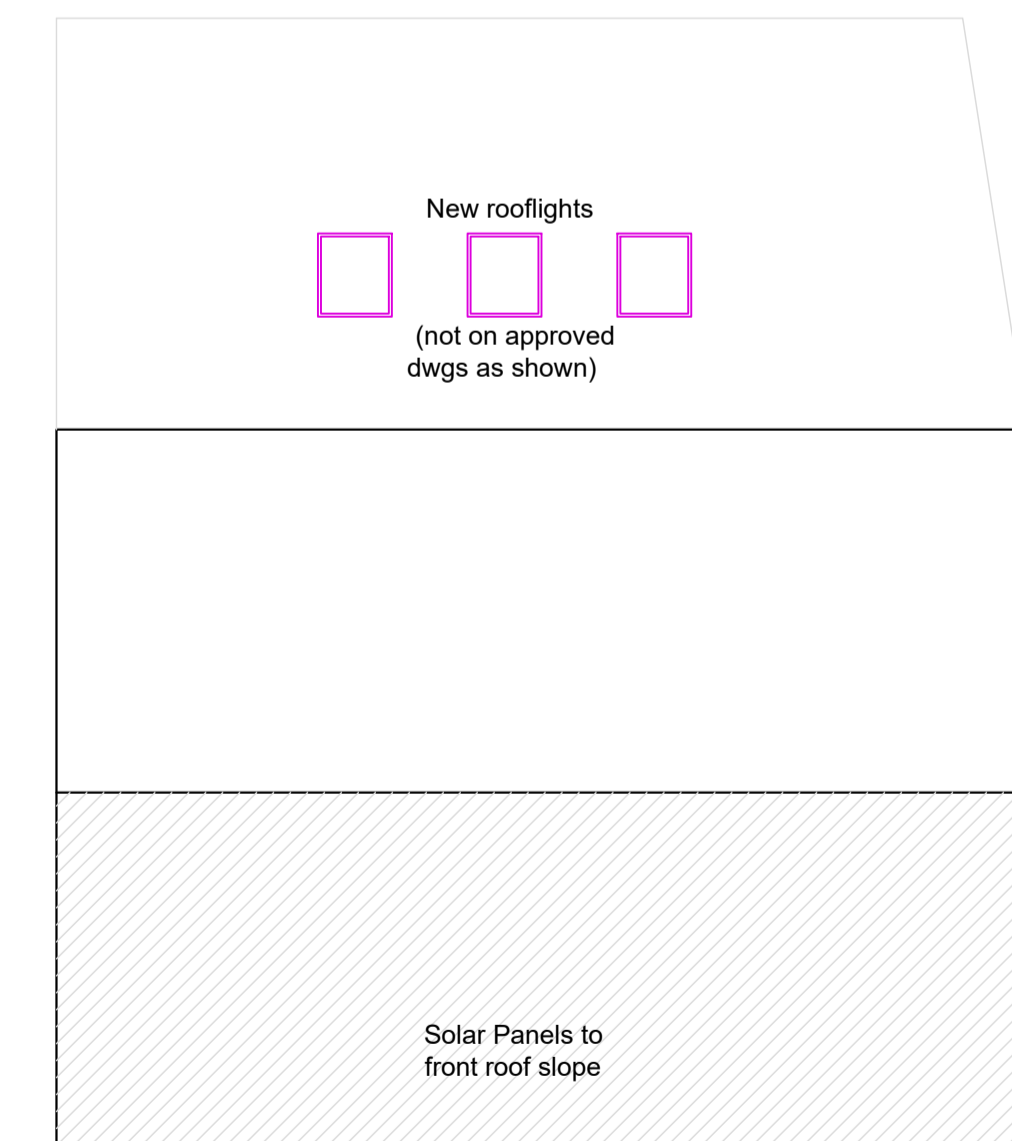 New rooflights
(not on approved
dwgs as shown)
Solar Panels to
front roof slope